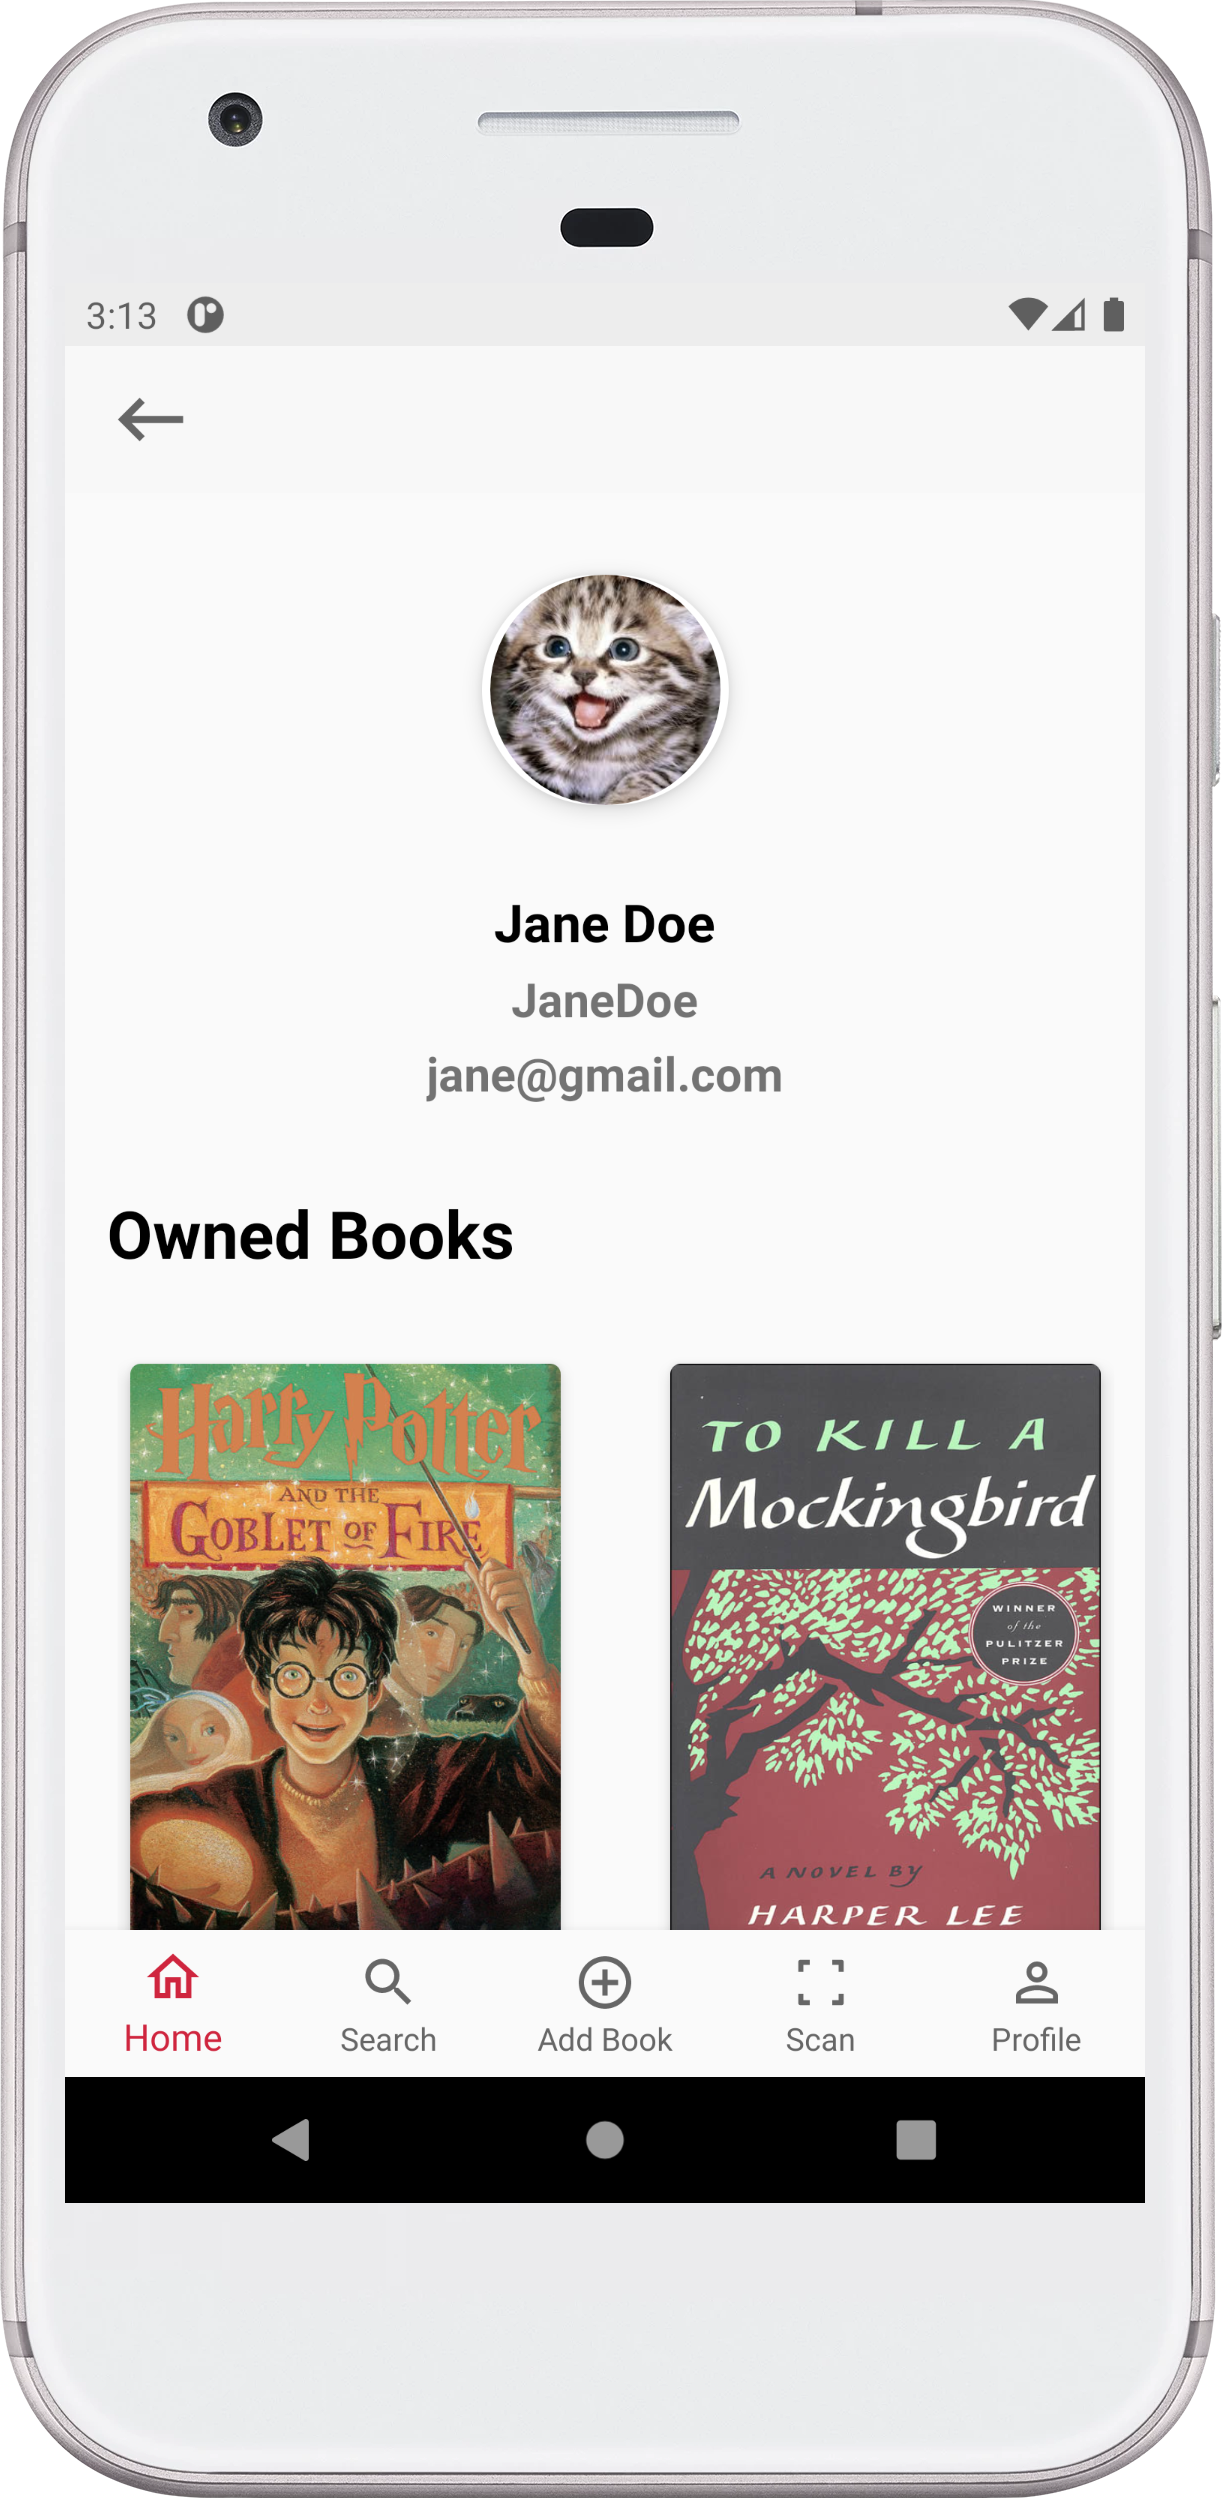 3:13
Jane Doe
JaneDoe
jane@gmail.com
Owned Books
Harry Potter
AND THE
GOBLET OF FIRE
TO KILL A
Mockingbird
WINNER
of the
PULITZER
PRIZE
A NOVEL BY
HARPER LEE
Home
Search
Add Book
Scan
Profile